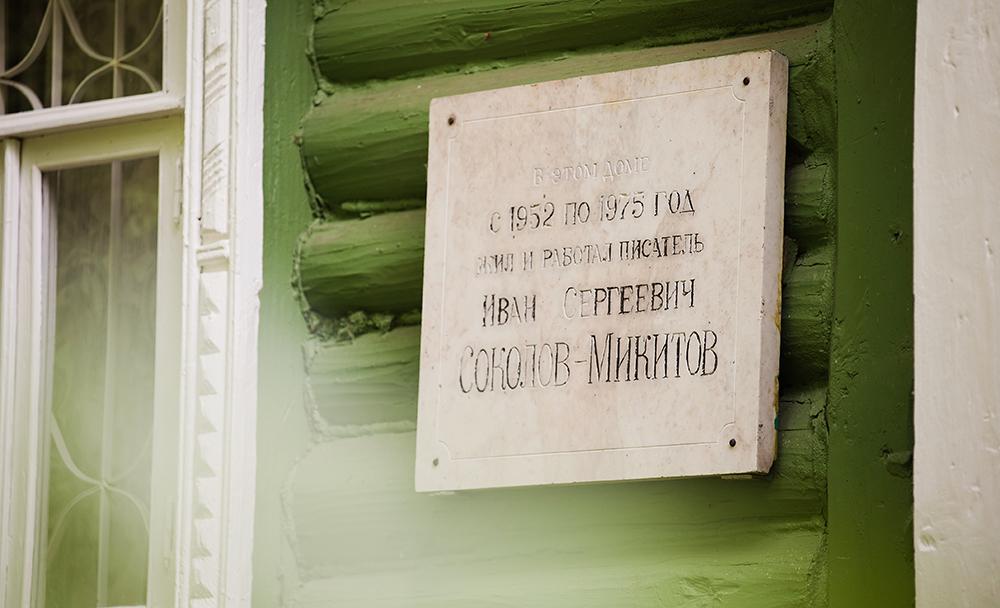 В ЭТОМ ДОМЕ
С 1952 ПО 1975 ГОД
ЖИЛ И РАБОТАЛ ПИСАТЕЛЬ
ИВАН СЕРГЕЕВИЧ
СОКОЛОВ-МИКИТОВ